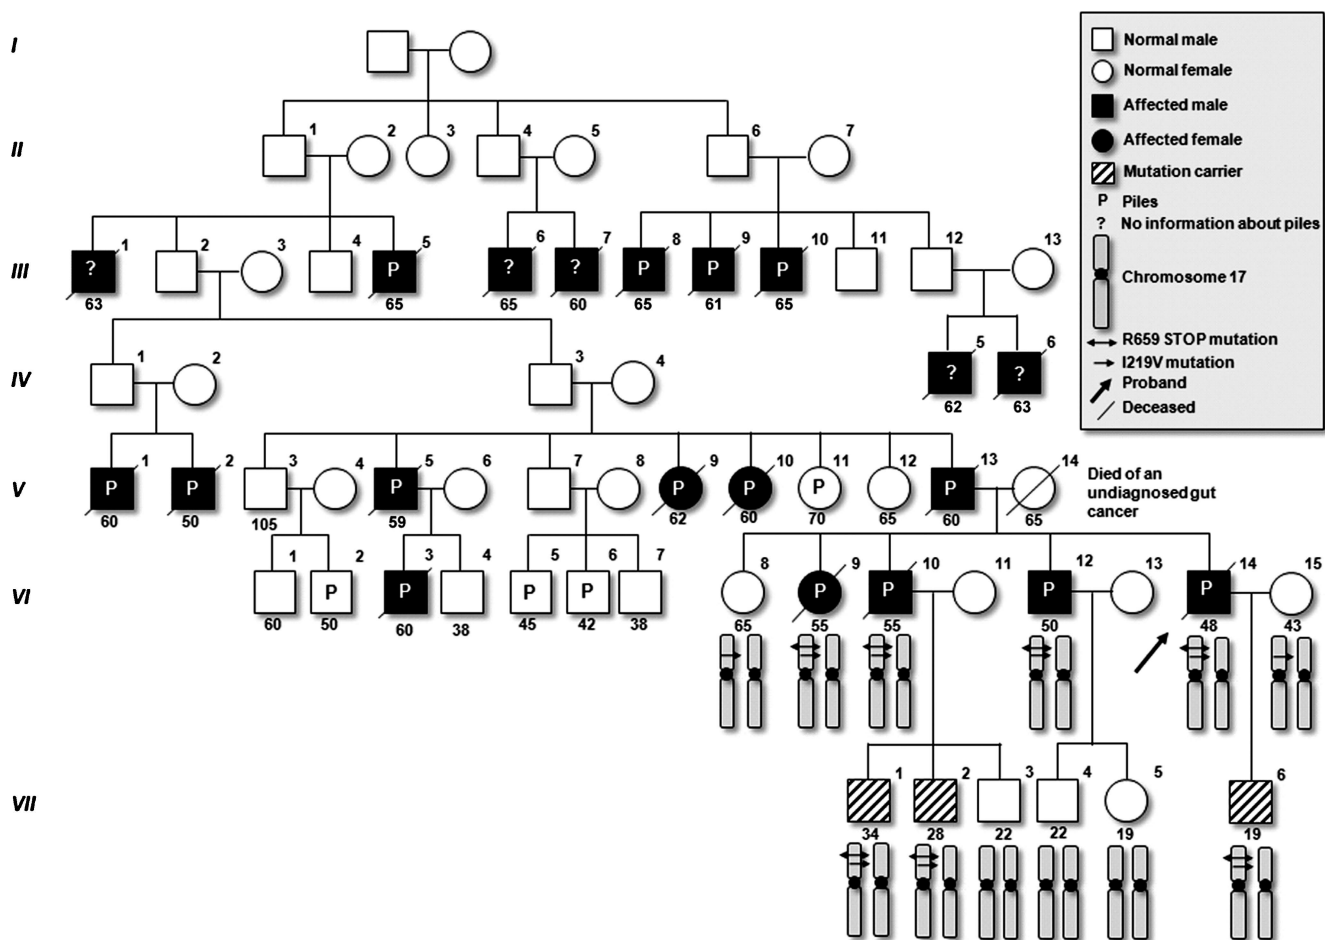 I
II
1
2
3
4
5
6
7
III
? 1
2
3
4
P 5
? 6
? 7
P 8
P 9
P 10
11
12
13
63
65
65
60
65
61
65
IV
1
2
3
4
? 5
? 6
62
63
V
P 1
P 2
3
4
P 5
6
7
8
P 9
P 10
P 11
12
P 13
14
Died of an
undiagnosed gut
cancer
60
50
105
59
62
60
70
65
60
65
VI
1
P 2
P 3
4
P 5
P 6
7
8
P 9
P 10
11
P 12
13
P 14
15
60
50
60
38
45
42
38
65
55
55
50
48
43
VII
1
2
3
4
5
6
34
28
22
22
19
19
Normal male
Normal female
Affected male
Affected female
Mutation carrier
P Piles
? No information about piles
Chromosome 17
R659 STOP mutation
I219V mutation
Proband
Deceased